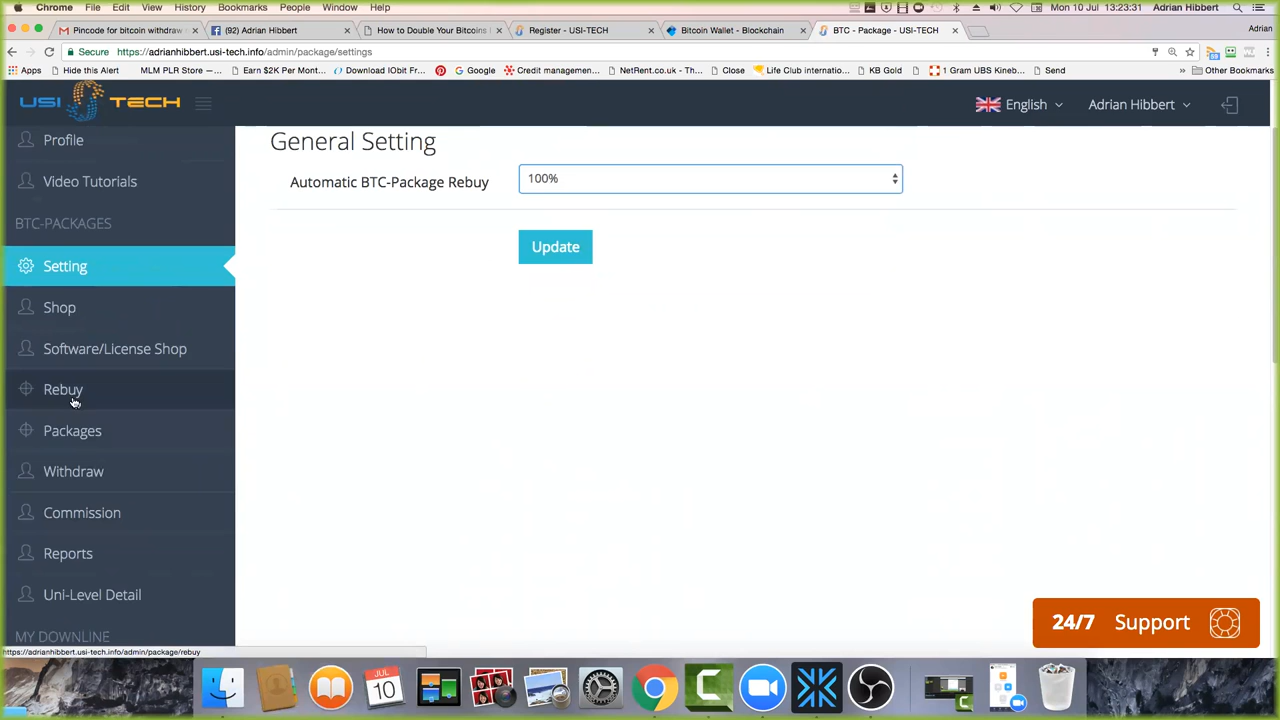 Chrome File Edit View History Bookmarks People Window Help
Mon 10 Jul 13:23:31 Adrian Hibbert
Pincode for bitcoin withdraw
(92) Adrian Hibbert
How to Double Your Bitcoins
Register - USI-TECH
Bitcoin Wallet - Blockchain
BTC - Package - USI-TECH
Adrian
Secure https://adrianhibbert.usi-tech.info/admin/package/settings
Apps Hide this Alert MLM PLR Store — ... Earn $2K Per Mont... Download IObit Fr... Google Credit managemen... NetRent.co.uk - Th... Close Life Club internatio... KB Gold 1 Gram UBS Kineb... Send » Other Bookmarks
USI TECH
English
Adrian Hibbert
Profile
Video Tutorials
BTC-PACKAGES
Setting
Shop
Software/License Shop
Rebuy
Packages
Withdraw
Commission
Reports
Uni-Level Detail
MY DOWNLINE
General Setting
Automatic BTC-Package Rebuy
100%
Update
24/7 Support
https://adrianhibbert.usi-tech.info/admin/package/rebuy
JUL
10